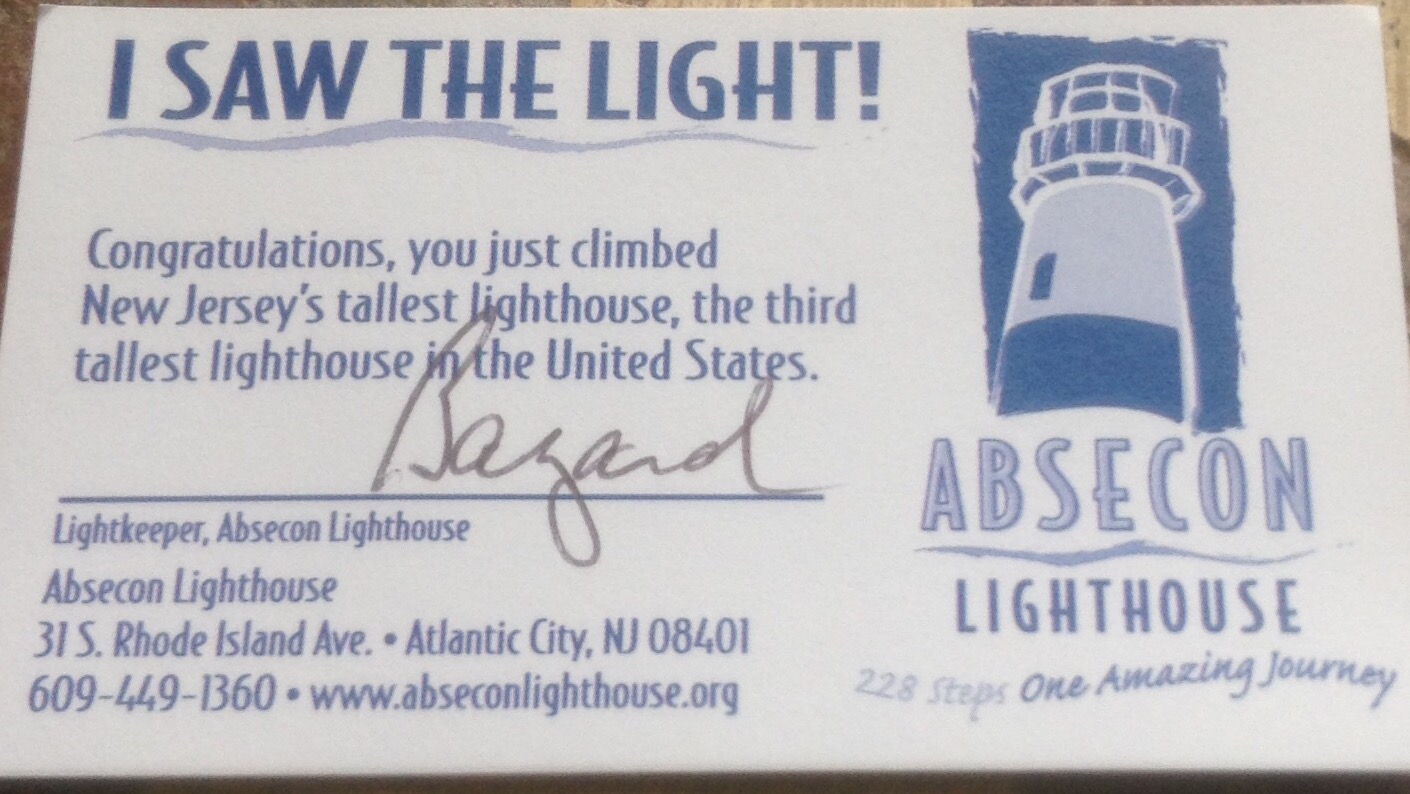 I SAW THE LIGHT!
Congratulations, you just climbed
New Jersey's tallest lighthouse, the third
tallest lighthouse in the United States.
Bazard
Lightkeeper, Absecon Lighthouse
Absecon Lighthouse
31 S. Rhode Island Ave. • Atlantic City, NJ 08401
609-449-1360 • www.abseconlighthouse.org
ABSECON
LIGHTHOUSE
228 Steps One Amazing Journey